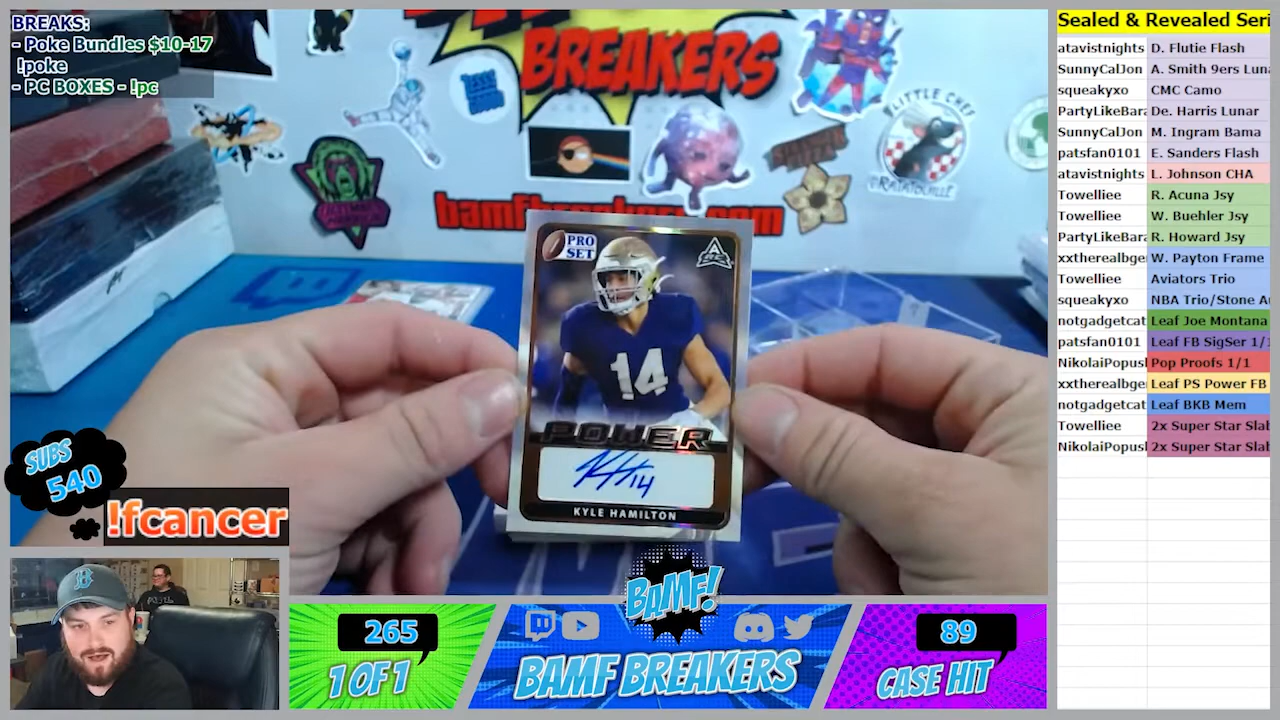 BREAKS:
- Poke Bundles $10-17
!poke
- PC BOXES - !pc
BREAKERS
bamfbreakers.com
A LITTLE CHEF
RATATOUILLE
PRO
SET
14
POWER
KYLE HAMILTON
SUBS
540
!fcancer
B
265
1 OF 1
BAMF!
BAMF BREAKERS
89
CASE HIT
Sealed & Revealed Seri
atavistnights D. Flutie Flash
SunnyCalJon A. Smith 9ers Luna
squeakyxo CMC Camo
PartyLikeBara De. Harris Lunar
SunnyCalJon M. Ingram Bama
patsfan0101 E. Sanders Flash
atavistnights L. Johnson CHA
Towelliee R. Acuna Jsy
Towelliee W. Buehler Jsy
PartyLikeBara R. Howard Jsy
xxtherealbge W. Payton Frame
Towelliee Aviators Trio
squeakyxo NBA Trio/Stone A
notgadgetcat Leaf Joe Montana
patsfan0101 Leaf FB SigSer 1/1
NikolaiPopusl Pop Proofs 1/1
xxtherealbge Leaf PS Power FB
notgadgetcat Leaf BKB Mem
Towelliee 2x Super Star Slab
NikolaiPopusl 2x Super Star Slab